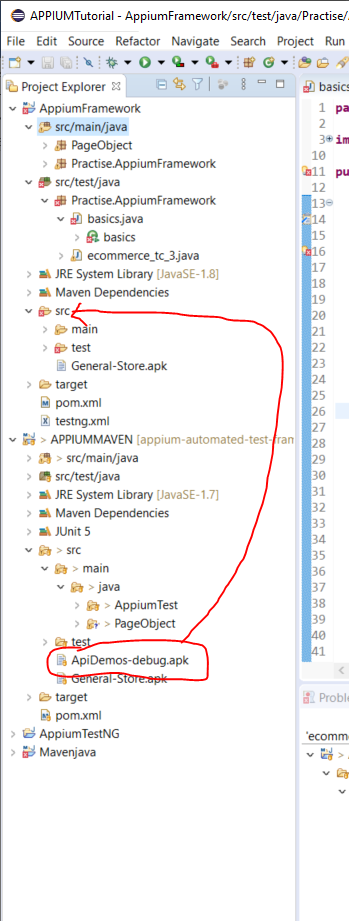 APPIUMTutorial - AppiumFramework/src/test/java/Practise/A
File Edit Source Refactor Navigate Search Project R
Project Explorer
basics
AppiumFramework
src/main/java
PageObject
Practise.AppiumFramework
src/test/java
Practise.AppiumFramework
basics.java
basics
ecommerce_tc_3.java
JRE System Library [JavaSE-1.8]
Maven Dependencies
src
main
test
General-Store.apk
target
pom.xml
testng.xml
> APPIUMMAVEN [appium-automated-test-fram
> src/main/java
src/test/java
JRE System Library [JavaSE-1.7]
Maven Dependencies
JUnit 5
> src
> main
> java
> AppiumTest
> PageObject
> test
ApiDemos-debug.apk
General-Store.apk
> target
pom.xml
AppiumTestNG
Mavenjava
1 pa
2
3 im
10
11 pu
12
13
14
15
16
17
18
19
20
21
22
23
24
25
26
27
28
29
30
31
32
33
34
35
36
37
38
39
40
41
Proble
'ecomme